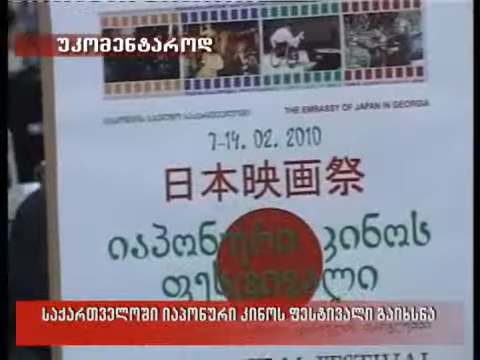 უკომენტაროდ
THE EMBASSY OF JAPAN IN GEORGIA
7-14. 02. 2010
日本映画祭
იაპონური კინოს
ფესტივალი
საქართველოში იაპონური კინოს ფესტივალი გაიხსნა